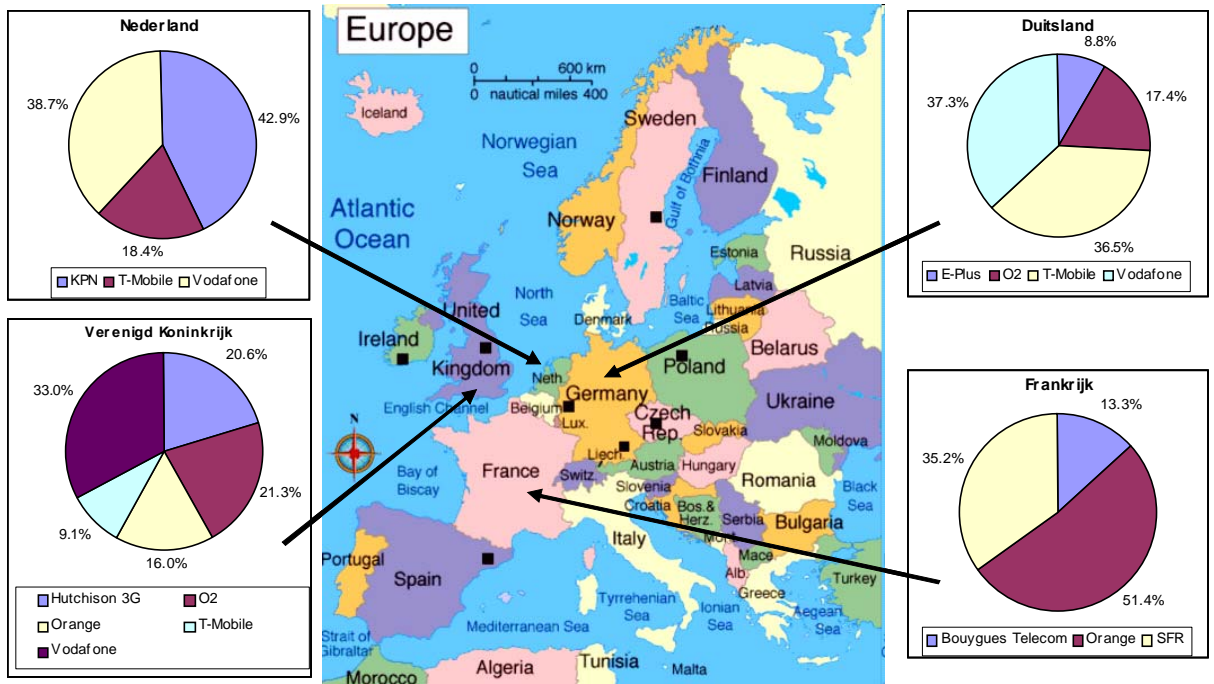 Nederland
38.7%
42.9%
18.4%
KPN T-Mobile Vodafone
Verenigd Koninkrijk
20.6%
33.0%
21.3%
9.1%
16.0%
Hutchison 3G O2
Orange T-Mobile
Vodafone
Europe
0 600 km
0 nautical miles 400
Iceland
Norwegian
Sea
Sweden
Gulf of Bothnia
Finland
Atlantic
Ocean
Norway
Russia
Estonia
Latvia
Lithuania
Russia
North
Sea
Baltic
Sea
Denmark
United
Kingdom
Ireland
Belarus
Neth.
Poland
Germany
English Channel
Belgium
Lux.
Czech
Rep.
Ukraine
Slovakia
Moldova
N
Liech.
Austria
Hungary
France
Switz.
Slovenia
Romania
Bay of
Biscay
Croatia
Bos.&
Herz.
Serbia
Black
Sea
Bulgaria
Italy
Mont.
Mace
Alb.
Portugal
Spain
Turkey
Greece
Tyrrehenian
Sea
Ionian
Sea
Aegean
Sea
Mediterranean Sea
Strait of
Gibraltar
Morocco
Algeria
Tunisia
Malta
Duitsland
8.8%
37.3%
17.4%
36.5%
E-Plus O2 T-Mobile Vodafone
Frankrijk
13.3%
35.2%
51.4%
Bouygues Telecom Orange SFR